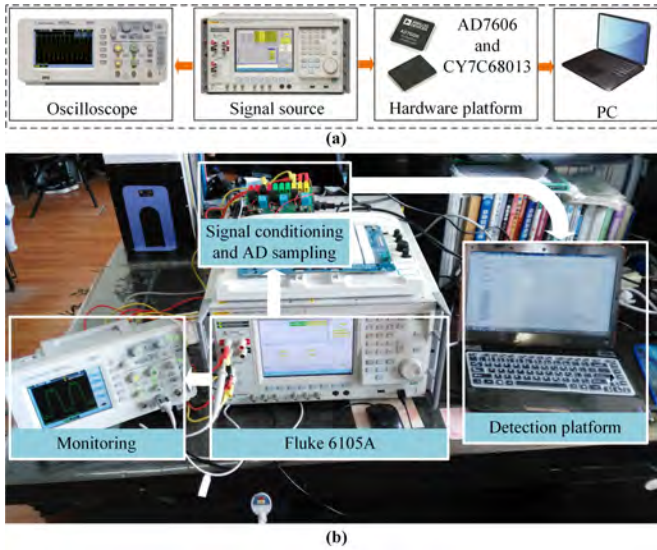 AD7606
and
CY7C68013
Oscilloscope
Signal source
Hardware platform
PC
(a)
Signal conditioning
and AD sampling
Monitoring
Fluke 6105A
Detection platform
(b)